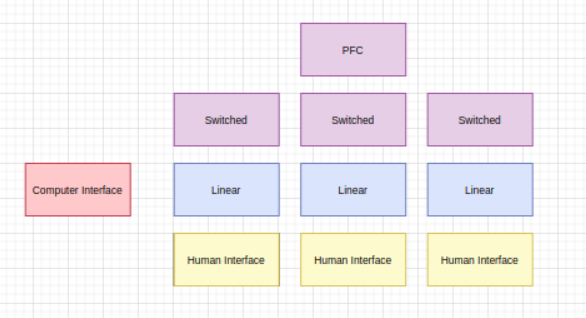 PFC
Switched
Switched
Switched
Computer Interface
Linear
Linear
Linear
Human Interface
Human Interface
Human Interface